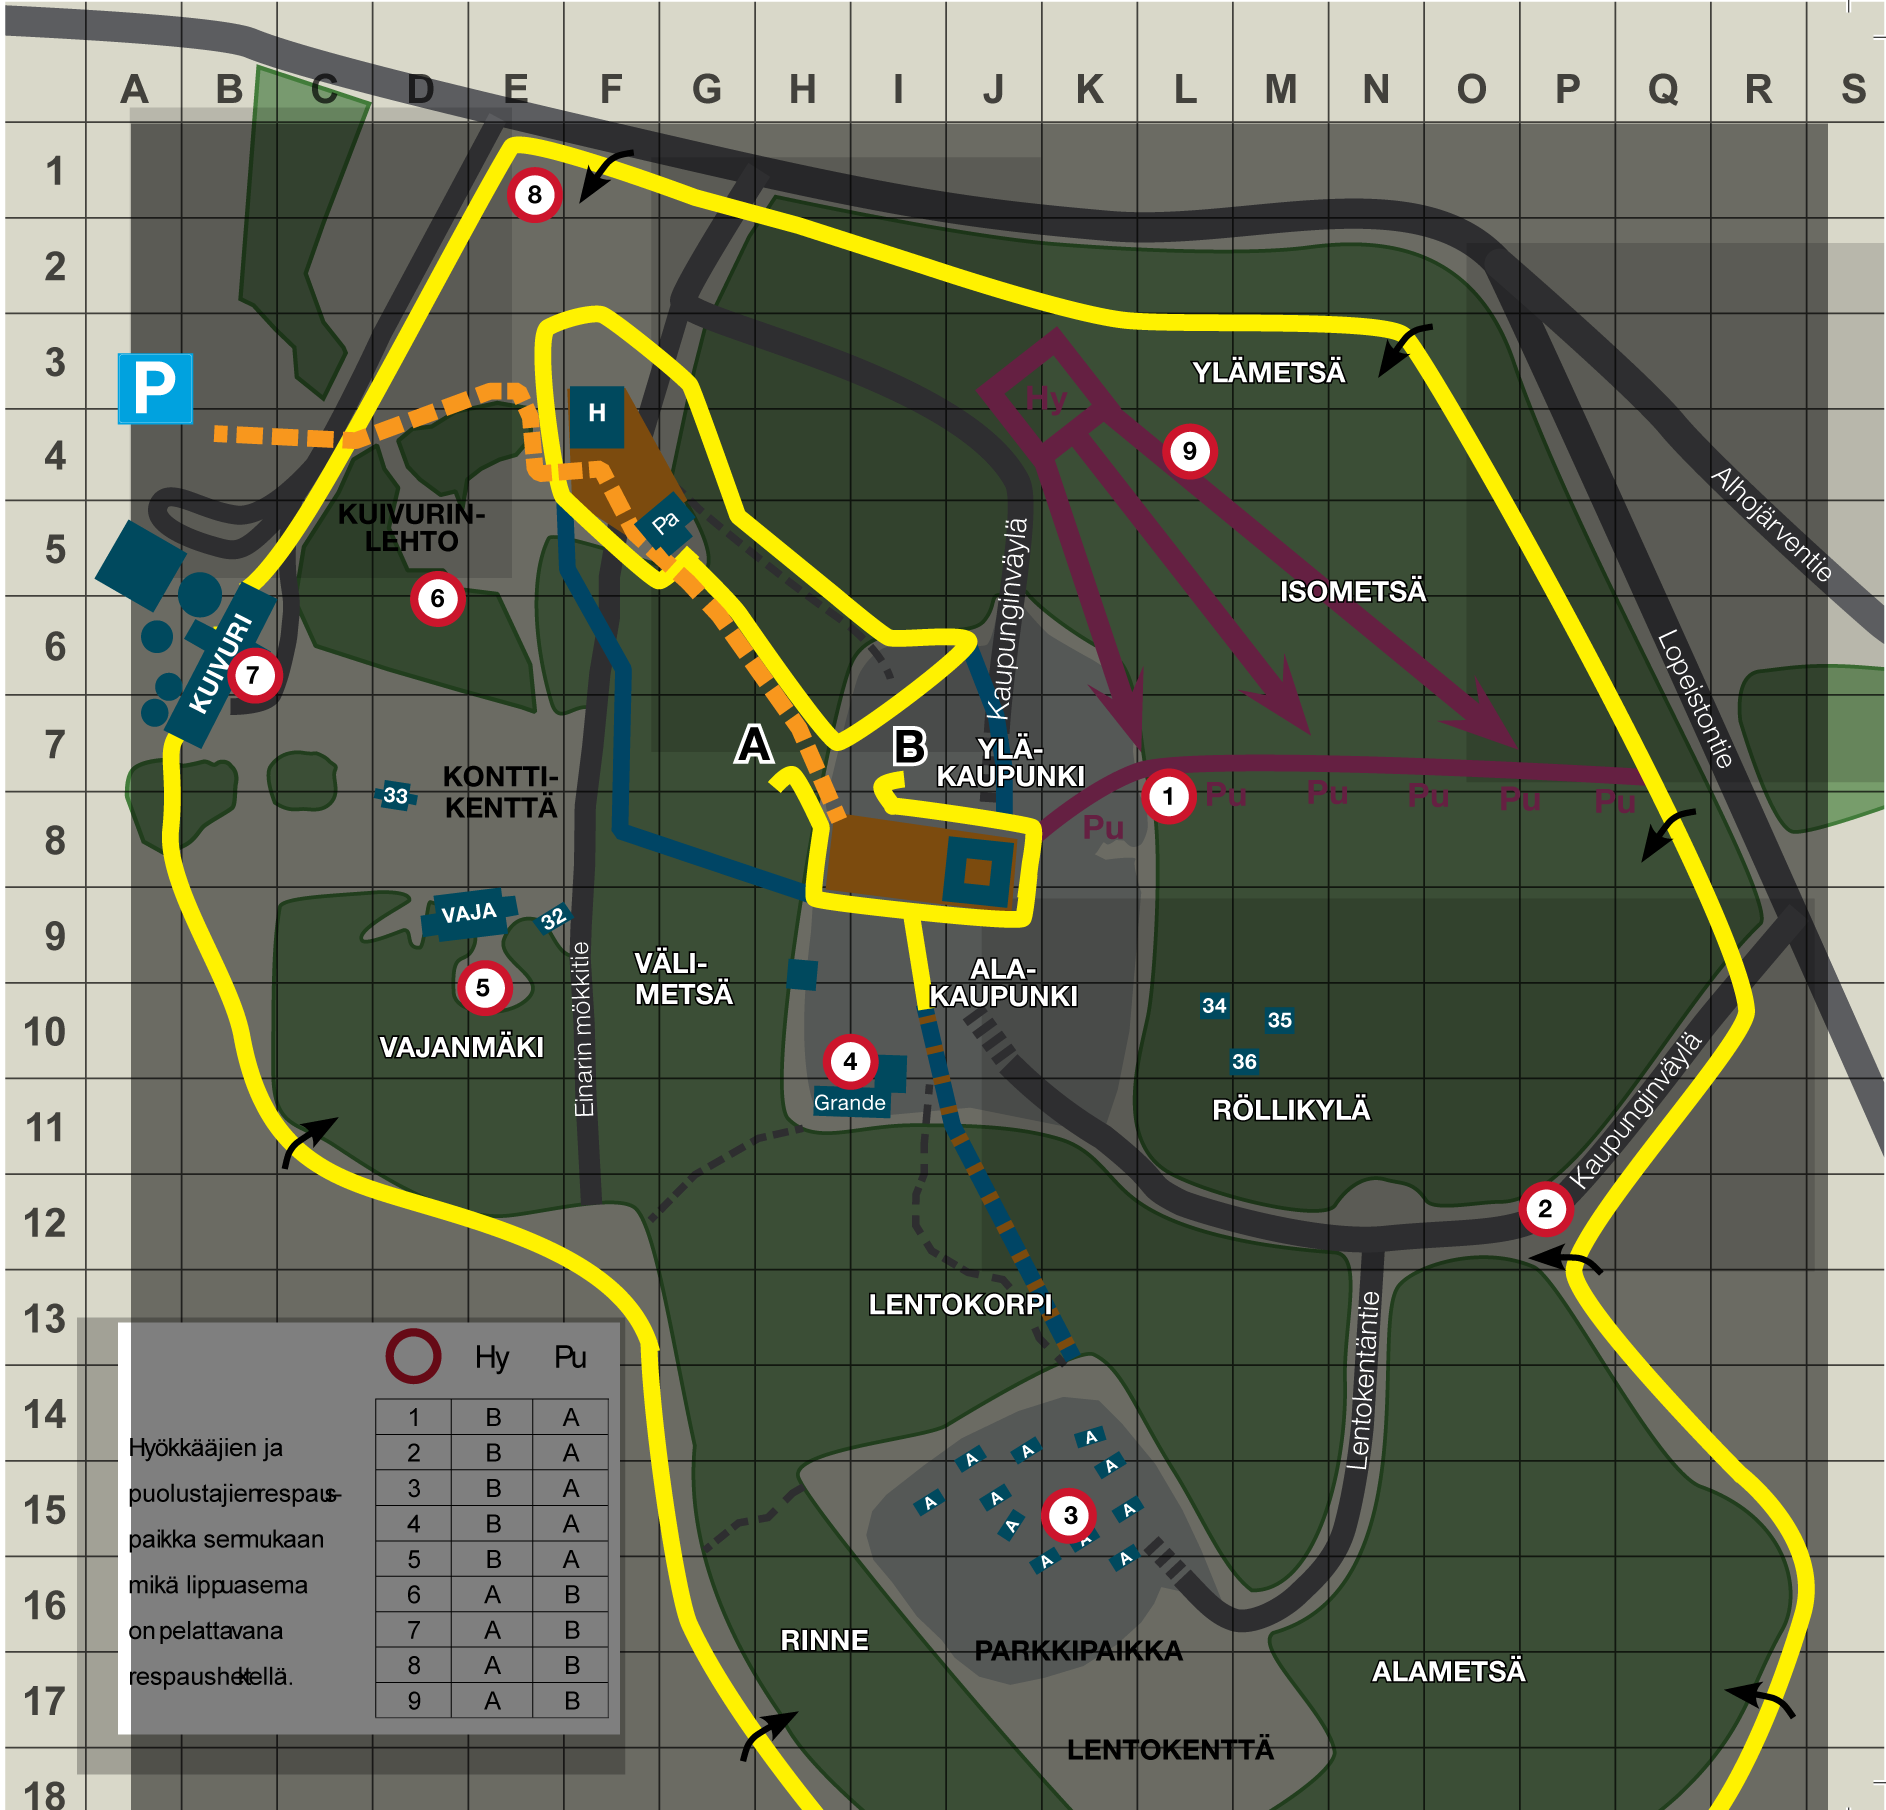 A B C D E F G H I J K L M N O P Q R S
1
8
2
3
P
YLÄMETSÄ
Hy
H
4
9
KUIVURIN-
LEHTO
Pa
Kaupunginväylä
Alhojärventie
5
ISOMETSÄ
6
6
KUIVURI
7
Lopeistontie
7
A
B
YLÄ-
KAUPUNKI
KONTTI-
KENTTÄ
33
1
Pu Pu Pu Pu Pu
Pu
8
VAJA
32
9
VÄLI-
METSÄ
ALA-
KAUPUNKI
5
Einarin mökkitie
34
35
36
10
VAJANMÄKI
4
Grande
Kaupunginväylä
RÖLLIKYLÄ
11
2
12
LENTOKORPI
13
Lentokentäntie
14
A A A
A A
A A A
3
A
A A
15
16
RINNE
PARKKIPAIKKA
ALAMETSÄ
17
LENTOKENTTÄ
18
Hyökkääjien ja
puolustajien respaus-
paikka sen mukaan
mikä lippuasema
on pelattavana
respaushetkellä.
Hy Pu
1 B A
2 B A
3 B A
4 B A
5 B A
6 A B
7 A B
8 A B
9 A B